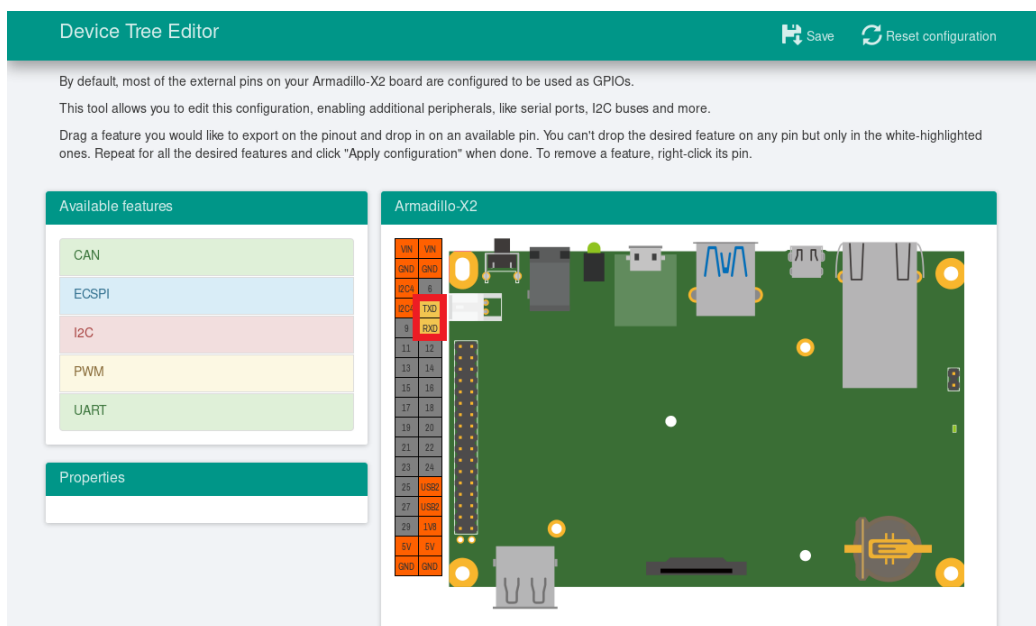 Device Tree Editor
Save
Reset configuration
By default, most of the external pins on your Armadillo-X2 board are configured to be used as GPIOs.
This tool allows you to edit this configuration, enabling additional peripherals, like serial ports, I2C buses and more.
Drag a feature you would like to export on the pinout and drop in on an available pin. You can't drop the desired feature on any pin but only in the white-highlighted
ones. Repeat for all the desired features and click "Apply configuration" when done. To remove a feature, right-click its pin.
Available features
CAN
ECSPI
I2C
PWM
UART
Properties
Armadillo-X2
VIN VIN
GND GND
I2C4 6
I2C4 TXD
9 RXD
11 12
13 14
15 16
17 18
19 20
21 22
23 24
25 USB2
27 USB2
29 1V8
5V 5V
GND GND